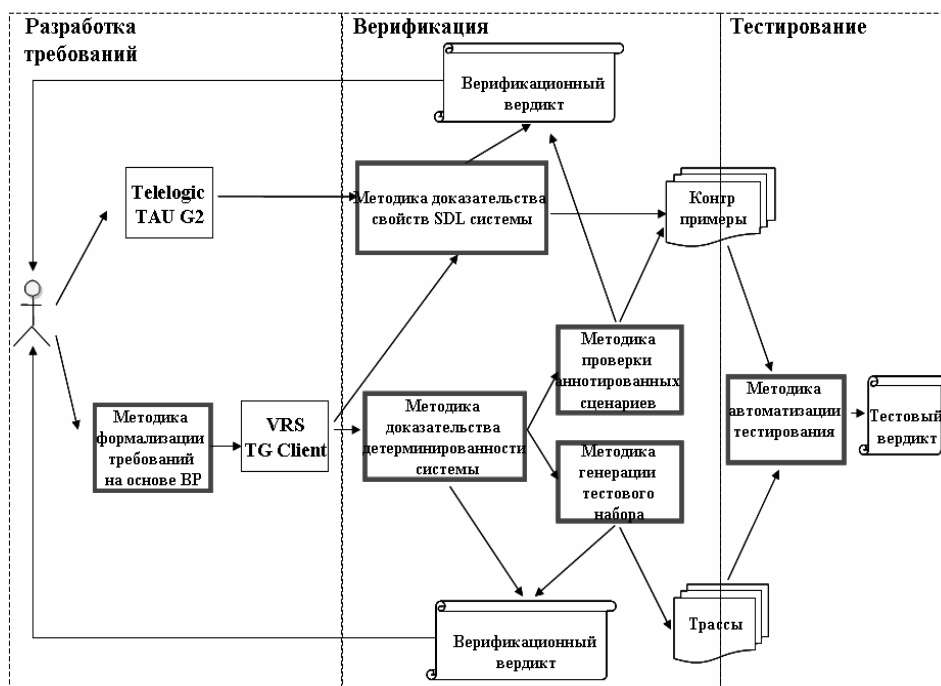 Разработка
требований
Верификация
Тестирование
Верификационный
вердикт
Telelogic
TAU G2
Методика доказательства
свойств SDL системы
Контр
примеры
Методика
проверки
аннотированных
сценариев
Методика
формализации
требований
на основе BP
VRS
TG Client
Методика
доказательства
детерминированности
системы
Методика
генерации
тестового
набора
Методика
автоматизации
тестирования
Тестовый
вердикт
Верификационный
вердикт
Трассы